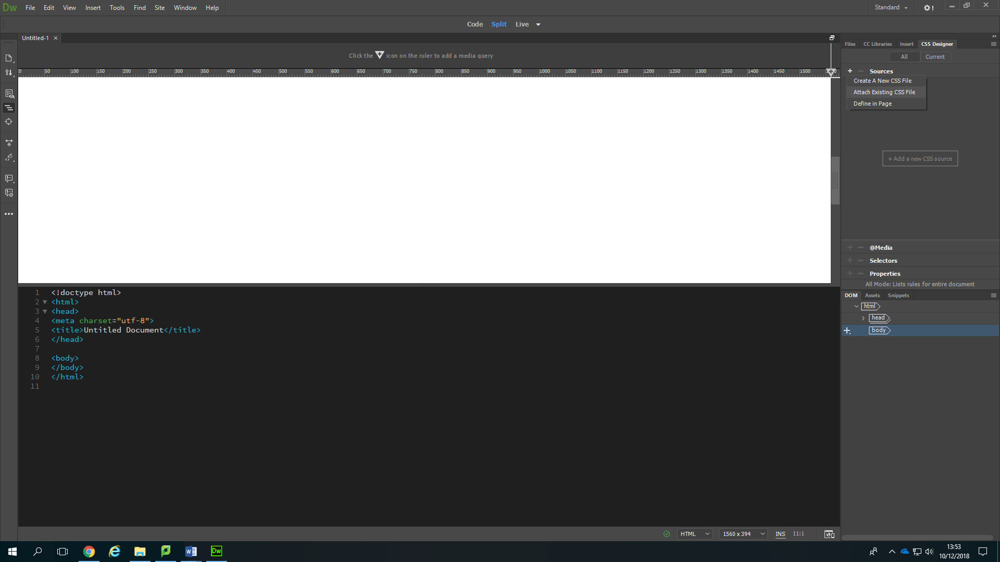 Dw File Edit View Insert Tools Find Site Window Help Standard !
Code Split Live
Untitled-1 ×
Click the icon on the ruler to add a media query
0 50 100 150 200 250 300 350 400 450 500 550 600 650 700 750 800 850 900 950 1000 1050 1100 1150 1200 1250 1300 1350 1400 1450 1500
Files CC Libraries Insert CSS Designer
All Current
+ Sources
Create A New CSS File
Attach Existing CSS File
Define in Page
+ Add a new CSS source
@Media
Selectors
Properties
All Mode: Lists rules for entire document
DOM Assets Snippets
html
head
body
1 <!doctype html>
2 <html>
3 <head>
4 <meta charset="utf-8">
5 <title>Untitled Document</title>
6 </head>
7
8 <body>
9 </body>
10 </html>
11
HTML 1560 x 394 INS 11:1
Dw
13:53
10/12/2018